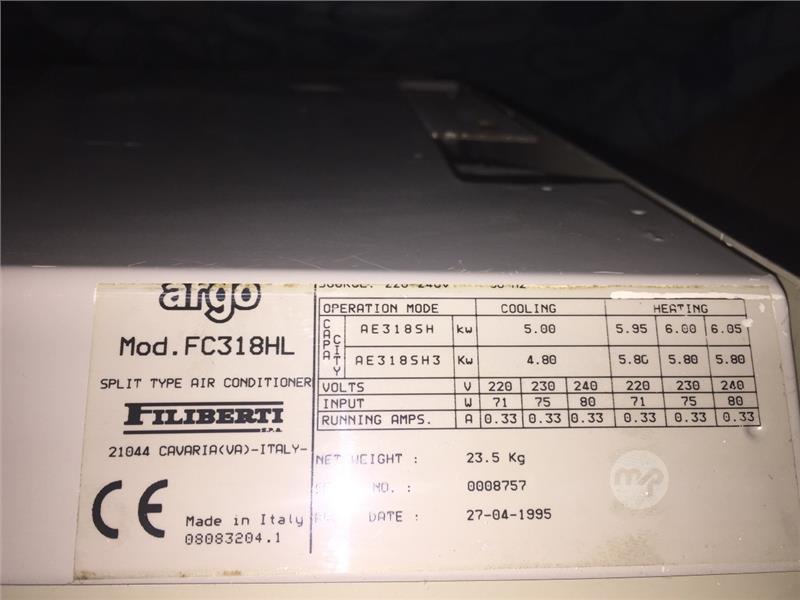 argo
Mod.FC318HL
SPLIT TYPE AIR CONDITIONER
FILIBERTI
S.P.A.
21044 CAVARIA(VA)-ITALY-
CE
Made in Italy
08083204.1
220-240V
OPERATION MODE COOLING HEATING
CAPACITY
AE318SH kw 5.00 5.95 6.00 6.05
AE318SH3 Kw 4.80 5.80 5.80 5.80
VOLTS V 220 230 240 220 230 240
INPUT W 71 75 80 71 75 80
RUNNING AMPS. A 0.33 0.33 0.33 0.33 0.33 0.33
NET WEIGHT : 23.5 Kg
NO. : 0008757
DATE : 27-04-1995